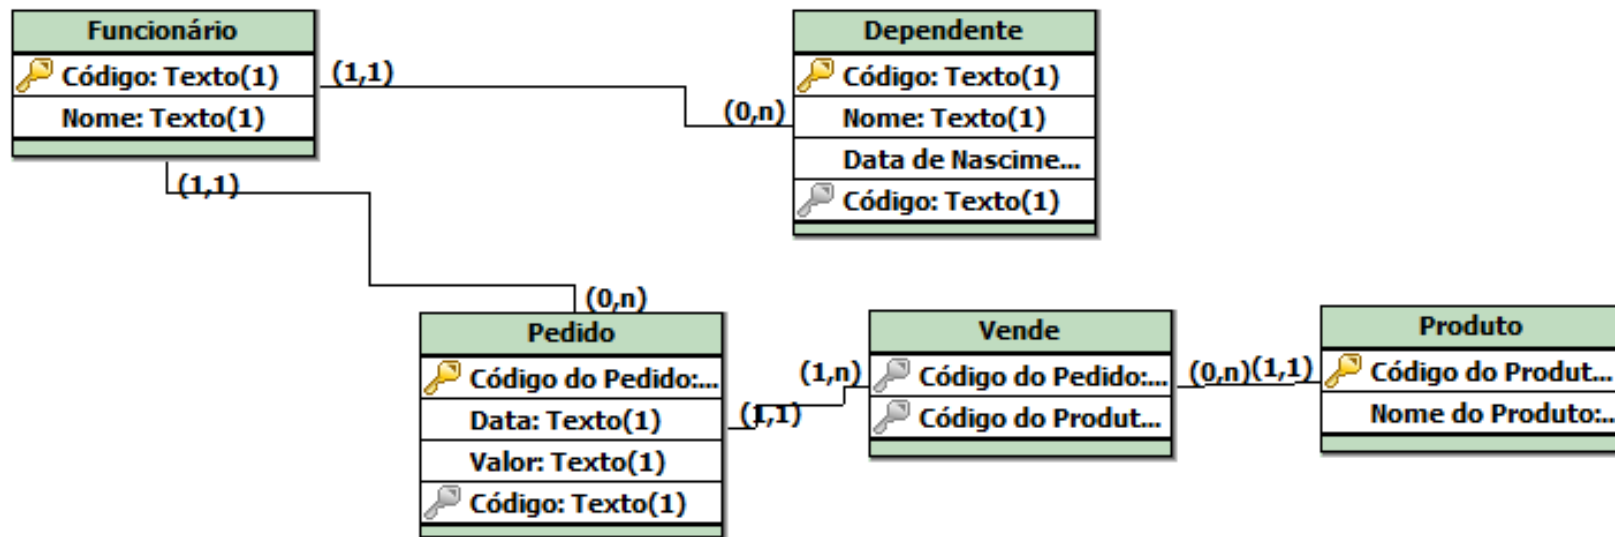 Funcionário
Código: Texto(1)
Nome: Texto(1)
(1,1)
(0,n)
Dependente
Código: Texto(1)
Nome: Texto(1)
Data de Nascime...
Código: Texto(1)
(1,1)
(0,n)
Pedido
Código do Pedido:...
Data: Texto(1)
Valor: Texto(1)
Código: Texto(1)
(1,1)
(1,n)
Vende
Código do Pedido:...
Código do Produt...
(0,n)
(1,1)
Produto
Código do Produt...
Nome do Produto:...